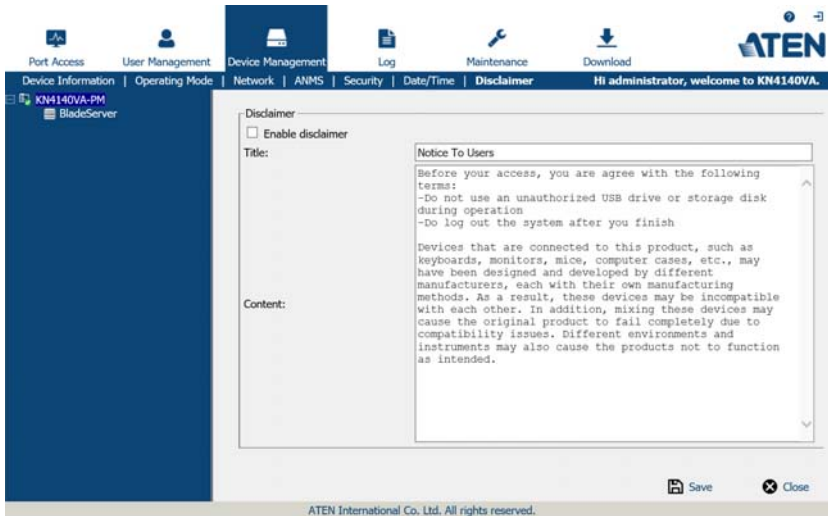 ATEN
Port Access
User Management
Device Management
Log
Maintenance
Download
Device Information | Operating Mode | Network | ANMS | Security | Date/Time | Disclaimer
Hi administrator, welcome to KN4140VA.
KN4140VA-PM
BladeServer
Disclaimer
Enable disclaimer
Title:
Notice To Users
Content:
Before your access, you are agree with the following
terms:
-Do not use an unauthorized USB drive or storage disk
during operation
-Do log out the system after you finish
Devices that are connected to this product, such as
keyboards, monitors, mice, computer cases, etc., may
have been designed and developed by different
manufacturers, each with their own manufacturing
methods. As a result, these devices may be incompatible
with each other. In addition, mixing these devices may
cause the original product to fail completely due to
compatibility issues. Different environments and
instruments may also cause the products not to function
as intended.
Save
Close
ATEN International Co. Ltd. All rights reserved.